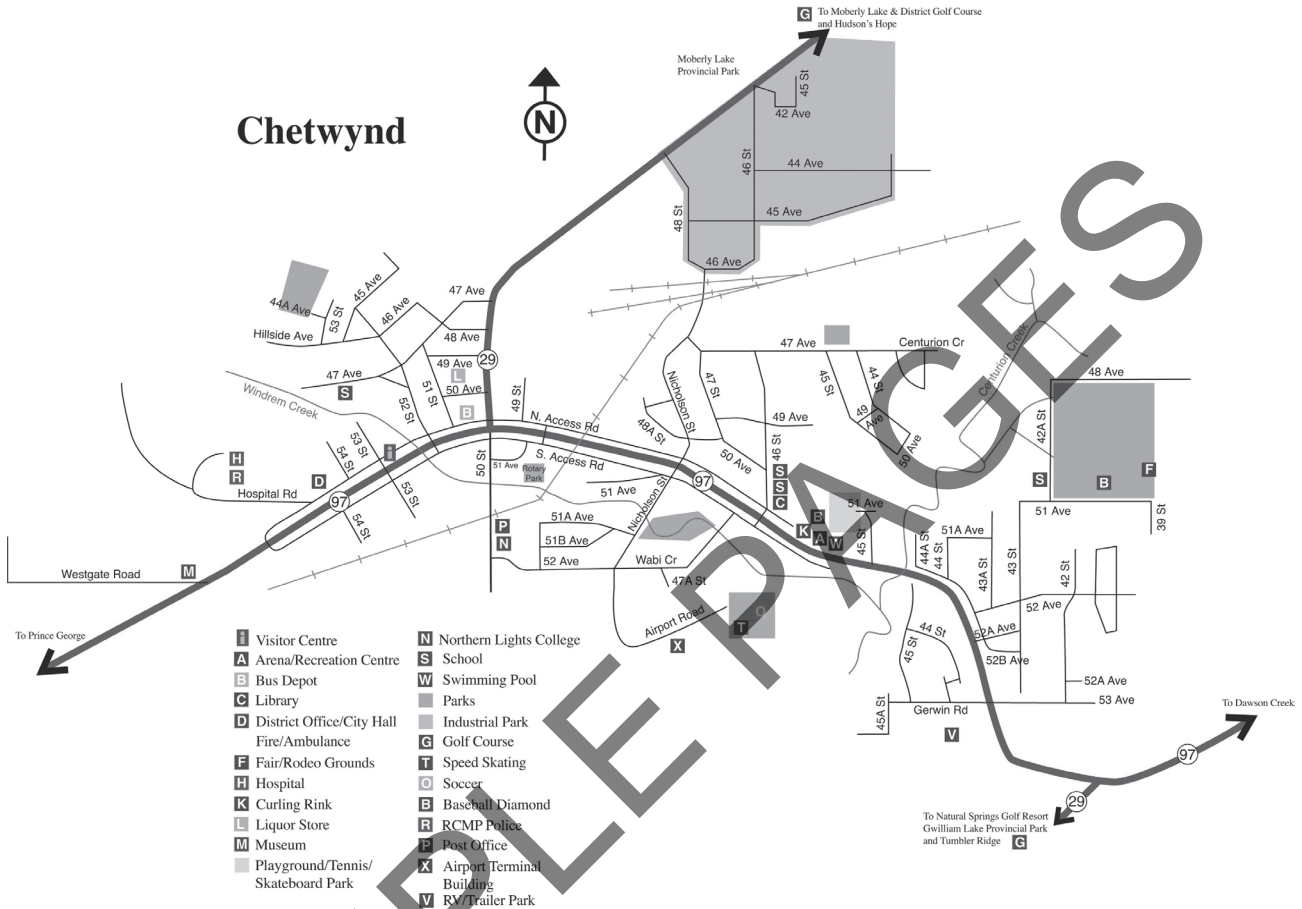 G To Moberly Lake & District Golf Course
and Hudson's Hope
Moberly Lake
Provincial Park
Chetwynd
N
45 St
42 Ave
46 St
44 Ave
48 St
45 Ave
46 Ave
44A Ave
53 St
45 Ave
46 Ave
47 Ave
Hillside Ave
48 Ave
29
49 Ave
L
50 Ave
B
47 Ave
S
51 St
52 St
Windrem Creek
49 St
N. Access Rd
S. Access Rd
50 St
51 Ave
Rotary
Park
Nicholson St
47 St
48A St
49 Ave
50 Ave
46 St
S
S
C
47 Ave
Centurion Cr
45 St
44 St
49
Ave
50 Ave
Centurion Creek
48 Ave
42A St
S
B
F
51 Ave
39 St
H
R
Hospital Rd
D
54 St
53 St
i
97
53 St
54 St
P
N
51 Ave
51A Ave
51B Ave
52 Ave
Nicholson St
Wabi Cr
47A St
97
K
B
A
W
51 Ave
45 St
44A St
44 St
51A Ave
43A St
43 St
42 St
52 Ave
52A Ave
52B Ave
52A Ave
53 Ave
44 St
45 St
45A St
Gerwin Rd
V
Airport Road
X
T
O
Westgate Road
M
To Prince George
To Dawson Creek
97
29
To Natural Springs Golf Resort
Gwilliam Lake Provincial Park
and Tumbler Ridge G
i Visitor Centre
A Arena/Recreation Centre
B Bus Depot
C Library
D District Office/City Hall
Fire/Ambulance
F Fair/Rodeo Grounds
H Hospital
K Curling Rink
L Liquor Store
M Museum
Playground/Tennis/
Skateboard Park
N Northern Lights College
S School
W Swimming Pool
Parks
Industrial Park
G Golf Course
T Speed Skating
O Soccer
B Baseball Diamond
R RCMP Police
P Post Office
X Airport Terminal
Building
V RV/Trailer Park
PLE PAGES